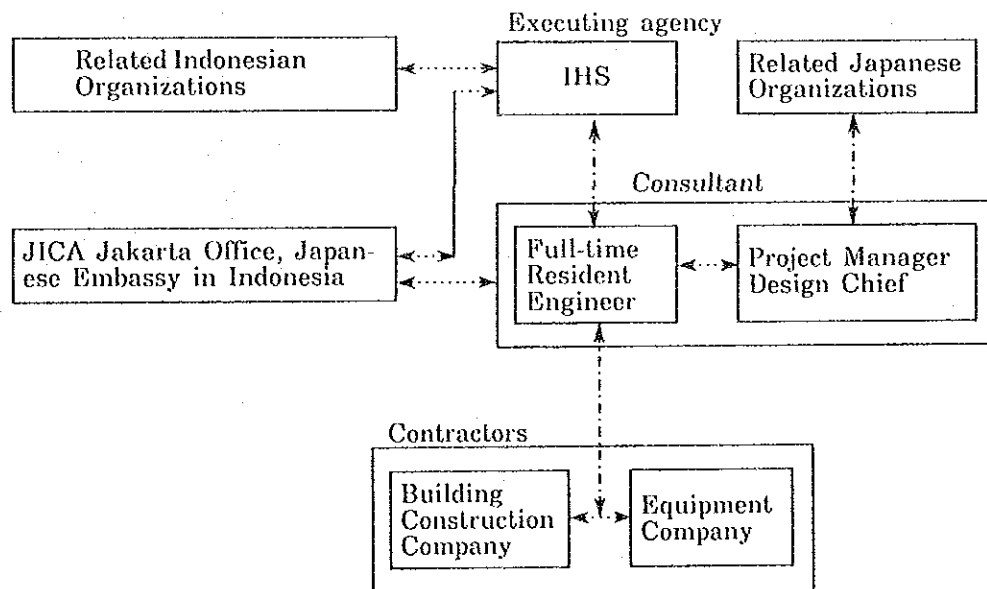 Executing agency
Related Indonesian
Organizations
IHS
Related Japanese
Organizations
Consultant
JICA Jakarta Office, Japan-
ese Embassy in Indonesia
Full-time
Resident
Engineer
Project Manager
Design Chief
Contractors
Building
Construction
Company
Equipment
Company